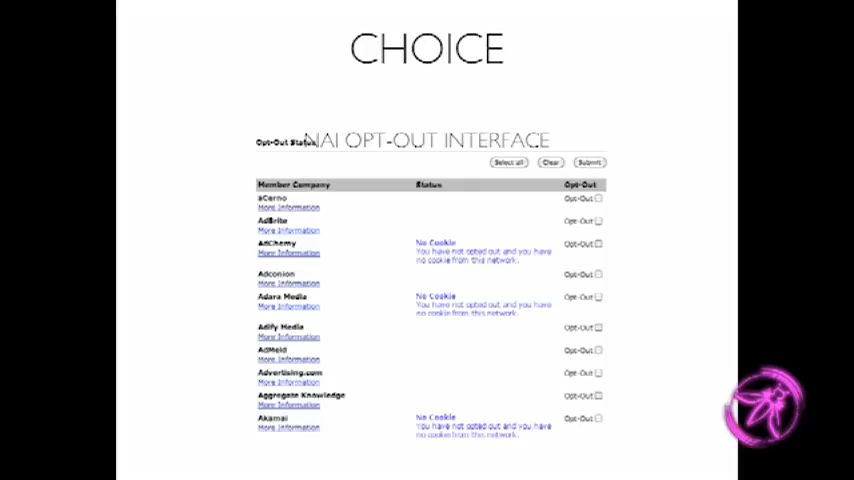 CHOICE
NAI OPT-OUT INTERFACE
Opt-Out Status
Select all Clear Submit
Member Company Status Opt-Out
aCerno Opt-Out
More Information
AdBrite Opt-Out
More Information
AdChemy No Cookie Opt-Out
More Information You have not opted out and you have
no cookie from this network.
Adconion Opt-Out
More Information
Adara Media No Cookie Opt-Out
More Information You have not opted out and you have
no cookie from this network.
Adify Media Opt-Out
More Information
AdMeld Opt-Out
More Information
Advertising.com Opt-Out
More Information
Aggregate Knowledge Opt-Out
More Information
Akamai No Cookie Opt-Out
More Information You have not opted out and you have
no cookie from this network.